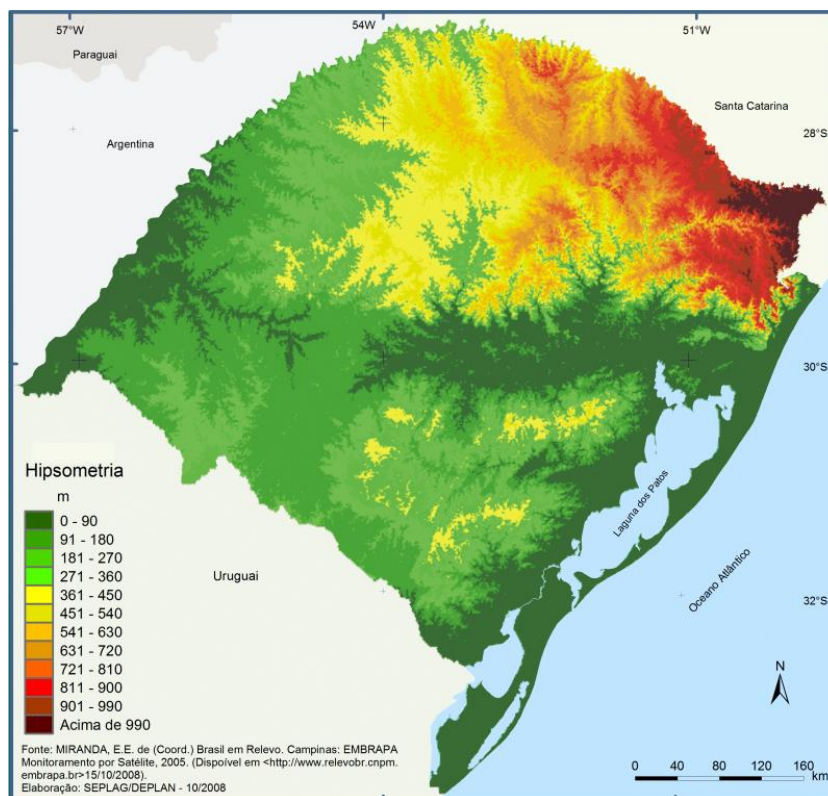 57°W
54°W
51°W
Paraguai
Santa Catarina
28°S
Argentina
30°S
Hipsometria
m
0 - 90
91 - 180
181 - 270
271 - 360
361 - 450
451 - 540
541 - 630
631 - 720
721 - 810
811 - 900
901 - 990
Acima de 990
Laguna dos Patos
Uruguai
Oceano Atlântico
32°S
N
Fonte: MIRANDA, E.E. de (Coord.) Brasil em Relevo. Campinas: EMBRAPA
Monitoramento por Satélite, 2005. (Dispoível em <http://www.relevobr.cnpm.
embrapa.br>15/10/2008).
Elaboração: SEPLAG/DEPLAN - 10/2008
0 40 80 120 160
km